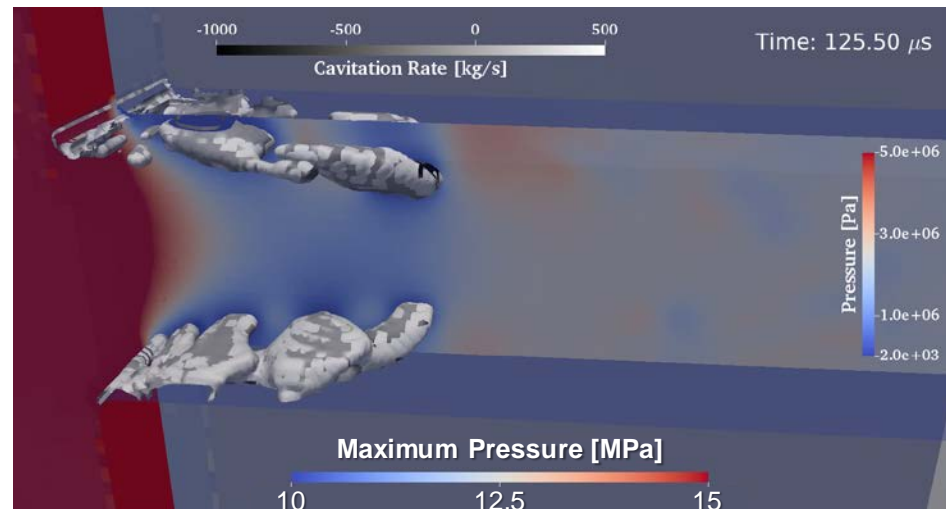 -1000 -500 0 500
Cavitation Rate [kg/s]
Time: 125.50 μs
5.0e+06
3.0e+06
1.0e+06
2.0e+03
Pressure [Pa]
Maximum Pressure [MPa]
10 12.5 15